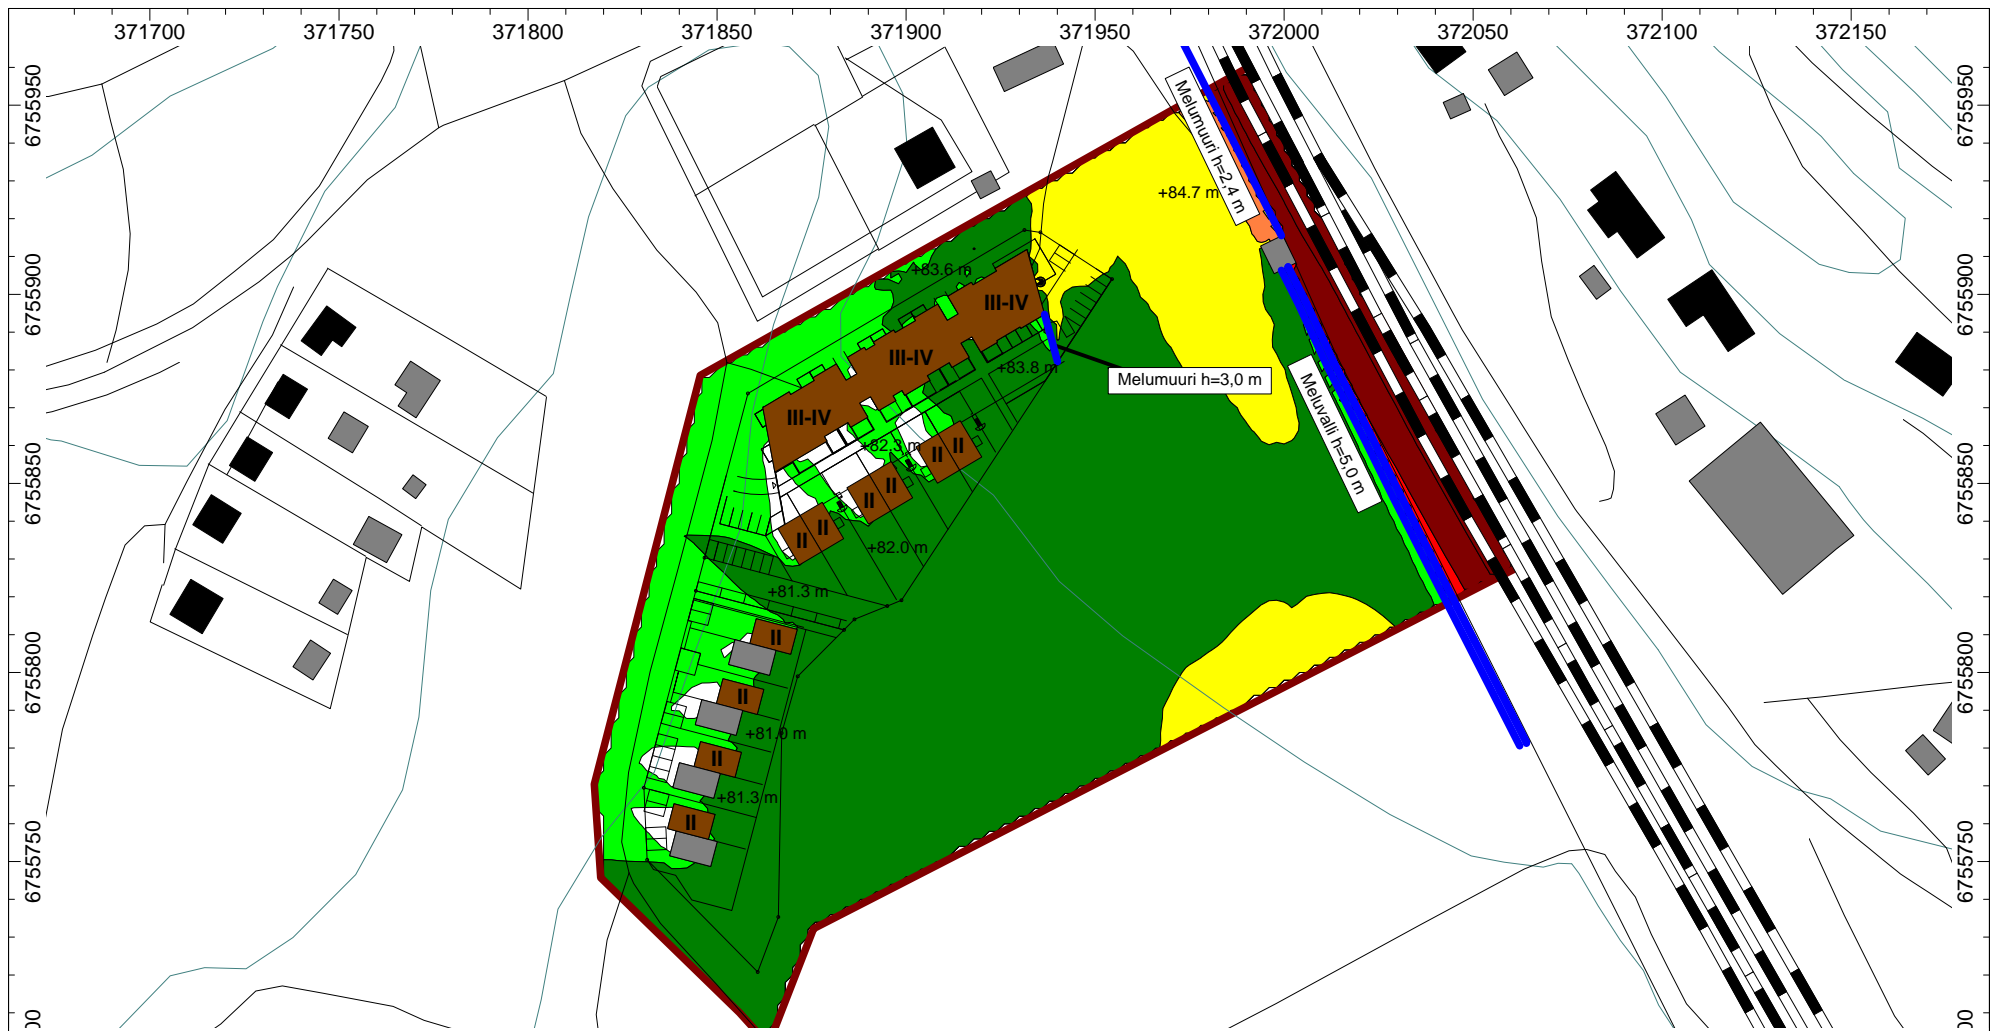 371700 371750 371800 371850 371900 371950 372000 372050 372100 372150
6755950 6755950
Melumuuri h=2,4 m
+84.7 m
6755900 6755900
+83.6 m
III-IV
III-IV
+83.8 m
Melumuuri h=3,0 m
III-IV
Meluvalli h=5,0 m
6755850 6755850
+82.3 m
II II
II II
II II
+82.0 m
+81.3 m
6755800 6755800
II
II
+81.0 m
II
+81.3 m
II
6755750 6755750
00 00